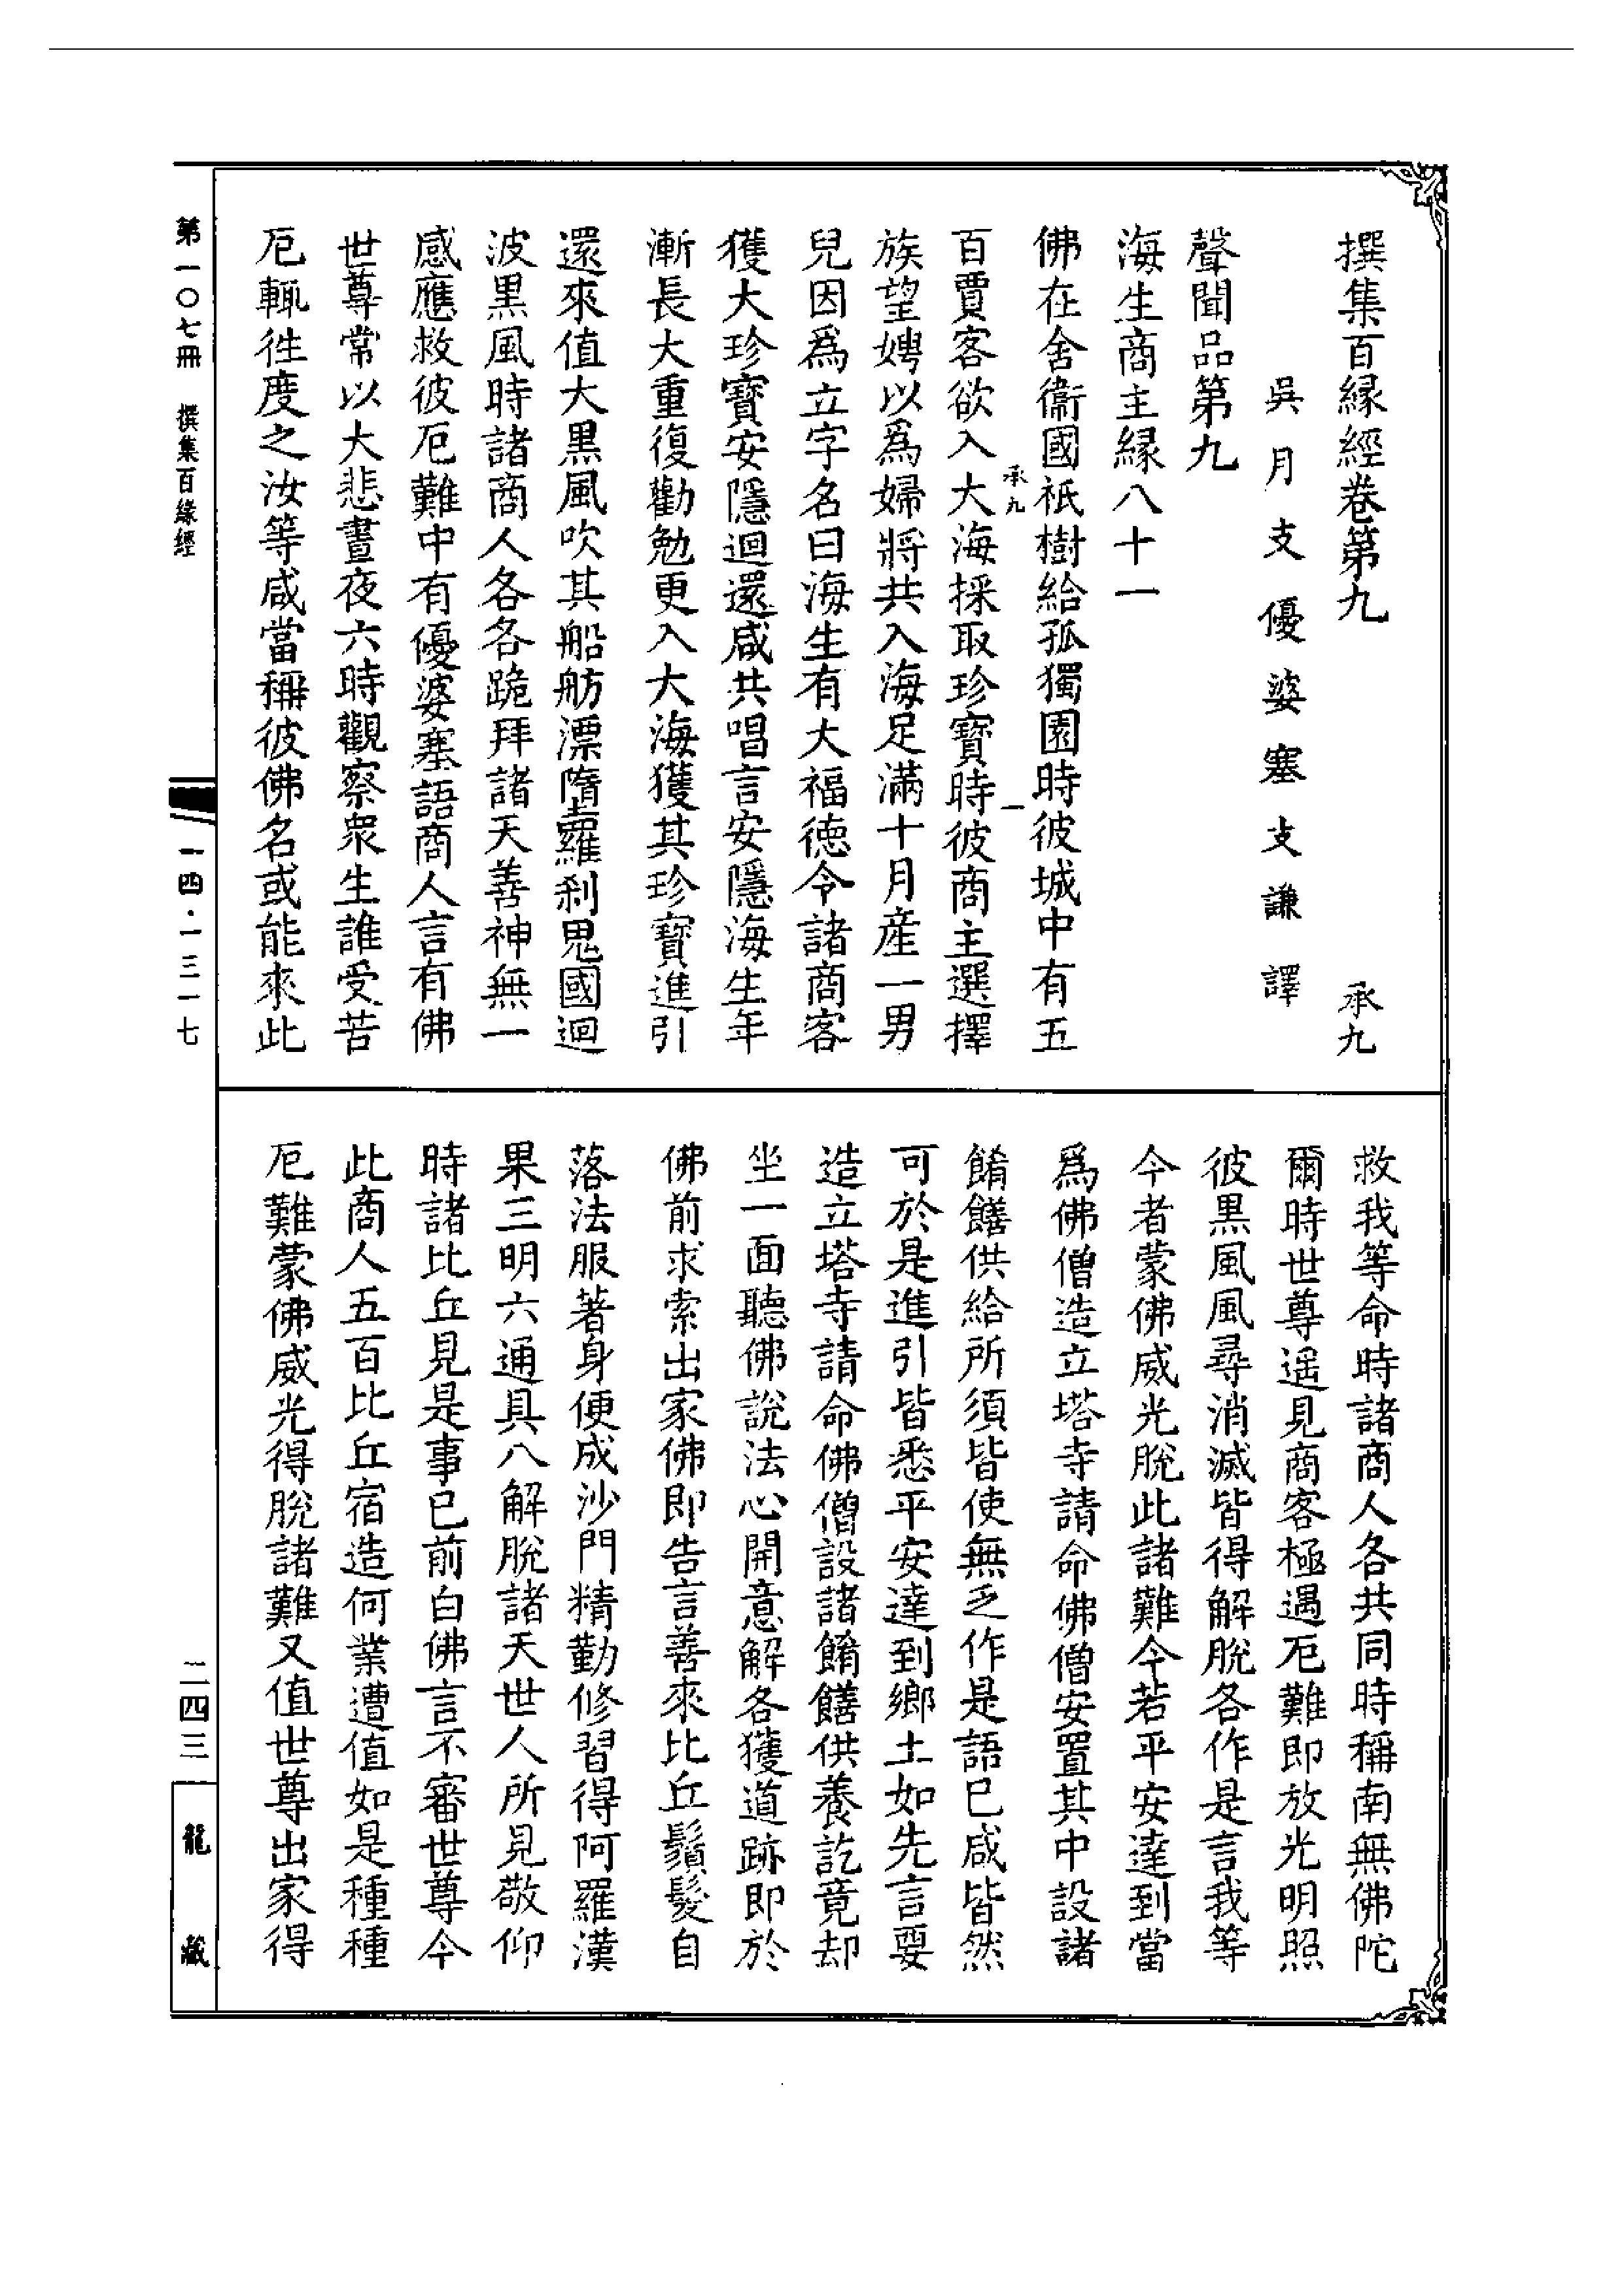 撰集百緣經卷第九　承九
吳月支優婆塞支謙譯
聲聞品第九
海生商主緣八十一
佛在舍衛國祇樹給孤獨園時彼城中有五
承九　一
百賈客欲入大海採取珍寶時彼商主選擇
族望娉以爲婦將共入海足滿十月產一男
兒因爲立字名曰海生有大福德令諸商客
獲大珍寶安隱迴還咸共唱言安隱海生年
漸長大重復勸勉更入大海獲其珍寶進引
還來值大黑風吹其船舫漂墮羅刹鬼國迴
波黑風時諸商人各各跪拜諸天善神無一
感應救彼厄難中有優婆塞語商人言有佛
世尊常以大悲晝夜六時觀察衆生誰受苦
厄輒往度之汝等咸當稱彼佛名或能來此
救我等命時諸商人各共同時稱南無佛陀
爾時世尊遥見商客極遇厄難即放光明照
彼黑風風尋消滅皆得解脫各作是言我等
今者蒙佛威光脫此諸難今若平安達到當
爲佛僧造立塔寺請命佛僧安置其中設諸
餚饍供給所須皆使無乏作是語已咸皆然
可於是進引皆悉平安達到鄉土如先言要
造立塔寺請命佛僧設諸餚饍供養訖竟却
坐一面聽佛說法心開意解各獲道跡即於
佛前求索出家佛即告言善來比丘鬚髮自
落法服著身便成沙門精勤修習得阿羅漢
果三明六通具八解脫諸天世人所見敬仰
時諸比丘見是事已前白佛言不審世尊今
此商人五百比丘宿造何業遭值如是種種
厄難蒙佛威光得脫諸難又值世尊出家得
第一〇七冊　撰集百緣經
一四·一三一七
二四三
龍藏